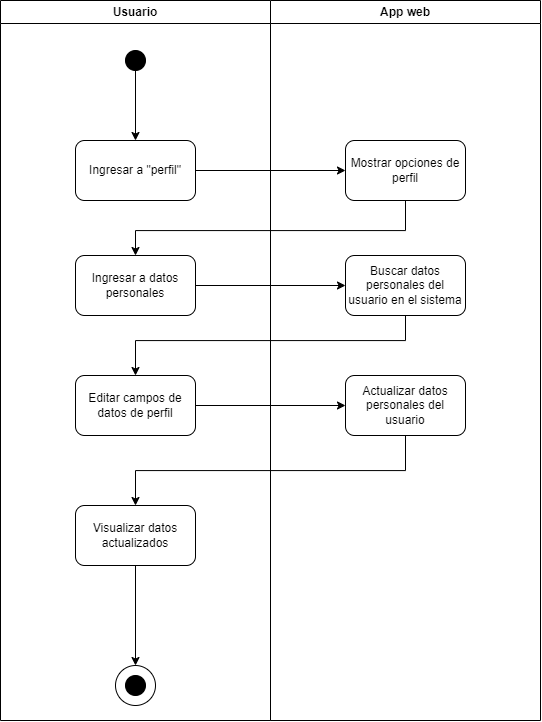 Usuario
App web
Ingresar a "perfil"
Mostrar opciones de
perfil
Ingresar a datos
personales
Buscar datos
personales del
usuario en el sistema
Editar campos de
datos de perfil
Actualizar datos
personales del
usuario
Visualizar datos
actualizados